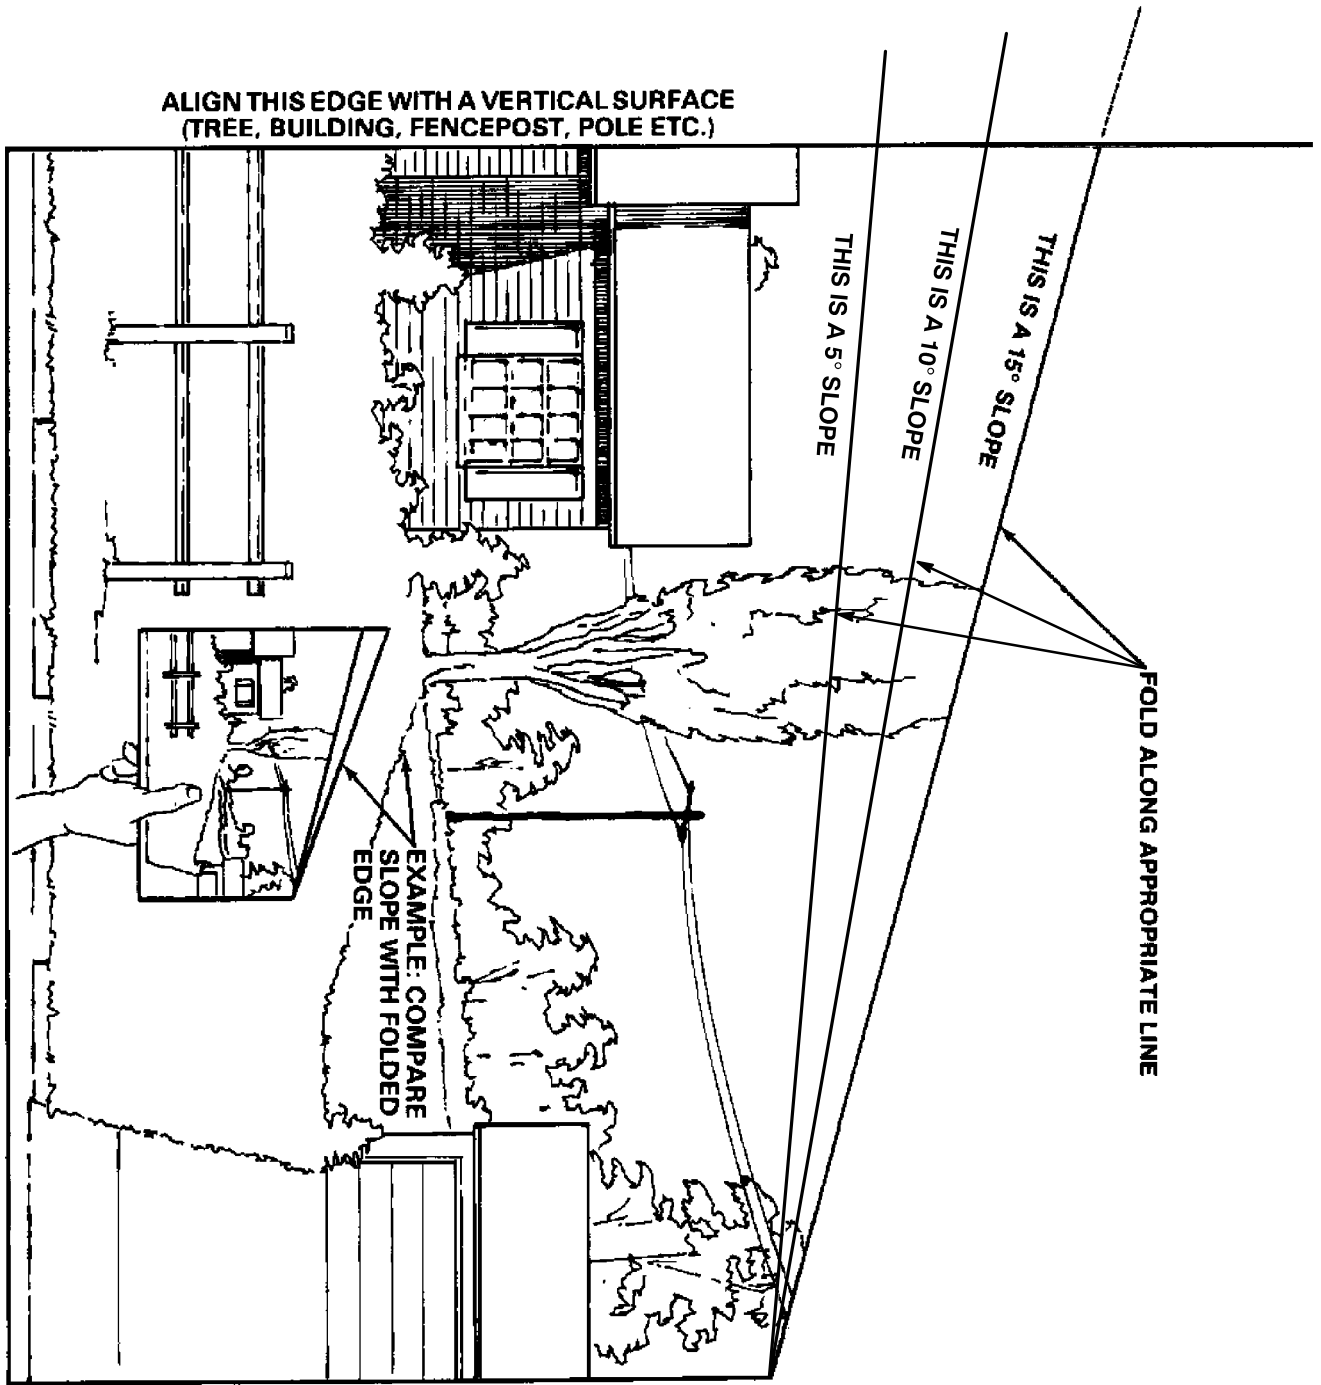 ALIGN THIS EDGE WITH A VERTICAL SURFACE
(TREE, BUILDING, FENCEPOST, POLE ETC.)
THIS IS A 5° SLOPE
THIS IS A 10° SLOPE
THIS IS A 15° SLOPE
FOLD ALONG APPROPRIATE LINE
EXAMPLE: COMPARE
SLOPE WITH FOLDED
EDGE